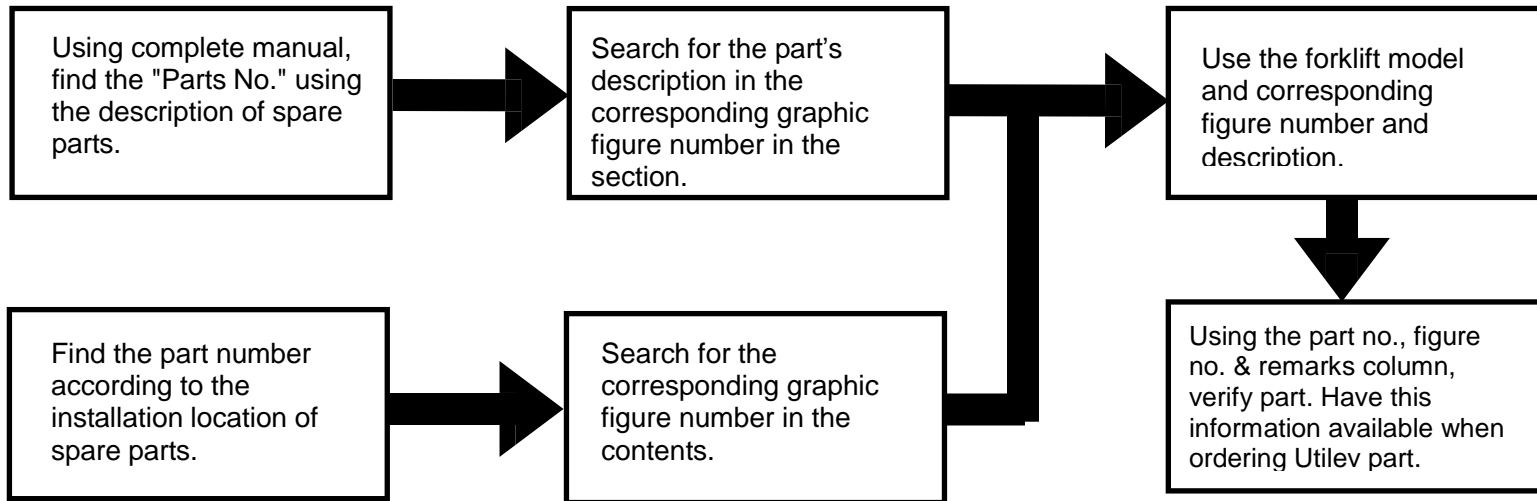 Using complete manual,
find the "Parts No." using
the description of spare
parts.
Search for the part’s
description in the
corresponding graphic
figure number in the
section.
Use the forklift model
and corresponding
figure number and
description.
Find the part number
according to the
installation location of
spare parts.
Search for the
corresponding graphic
figure number in the
contents.
Using the part no., figure
no. & remarks column,
verify part. Have this
information available when
ordering Utilev part.